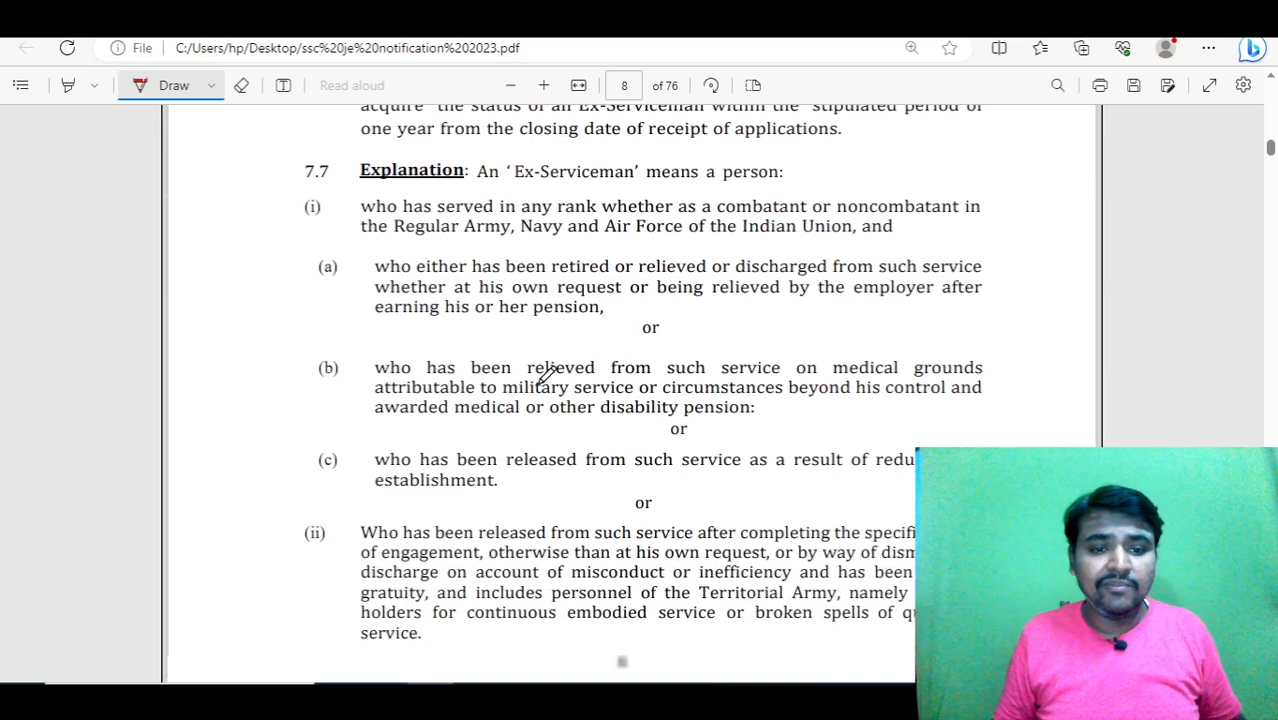 File C:/Users/hp/Desktop/ssc%20je%20notification%202023.pdf
Draw Read aloud 8 of 76
acquire the status of an Ex-Serviceman within the stipulated period of
one year from the closing date of receipt of applications.
7.7 Explanation: An ‘ Ex-Serviceman’ means a person:
(i) who has served in any rank whether as a combatant or noncombatant in
the Regular Army, Navy and Air Force of the Indian Union, and
(a) who either has been retired or relieved or discharged from such service
whether at his own request or being relieved by the employer after
earning his or her pension,
or
(b) who has been relieved from such service on medical grounds
attributable to military service or circumstances beyond his control and
awarded medical or other disability pension:
or
(c) who has been released from such service as a result of
establishment.
or
(ii) Who has been released from such service after completing the
of engagement, otherwise than at his own request, or by way of
discharge on account of misconduct or inefficiency and has been
gratuity, and includes personnel of the Territorial Army, namely
holders for continuous embodied service or broken spells of
service.